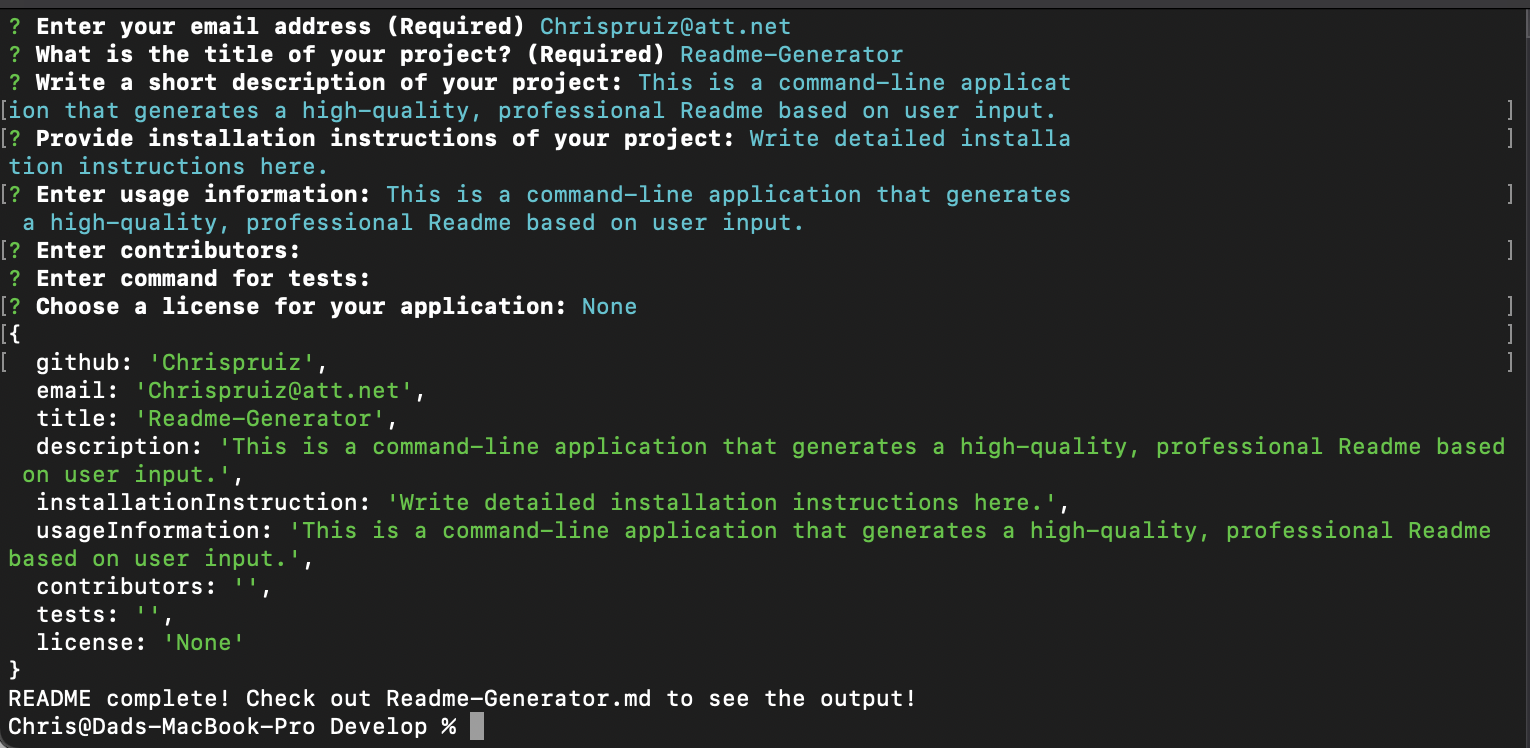 ? Enter your email address (Required) Chrispruiz@att.net
? What is the title of your project? (Required) Readme-Generator
? Write a short description of your project: This is a command-line applicat
[ion that generates a high-quality, professional Readme based on user input. ]
[? Provide installation instructions of your project: Write detailed installa ]
tion instructions here.
[? Enter usage information: This is a command-line application that generates ]
 a high-quality, professional Readme based on user input.
[? Enter contributors: ]
? Enter command for tests:
[? Choose a license for your application: None ]
[{ ]
[ github: 'Chrispruiz', ]
  email: 'Chrispruiz@att.net',
  title: 'Readme-Generator',
  description: 'This is a command-line application that generates a high-quality, professional Readme based
 on user input.',
  installationInstruction: 'Write detailed installation instructions here.',
  usageInformation: 'This is a command-line application that generates a high-quality, professional Readme
based on user input.',
  contributors: '',
  tests: '',
  license: 'None'
}
README complete! Check out Readme-Generator.md to see the output!
Chris@Dads-MacBook-Pro Develop %